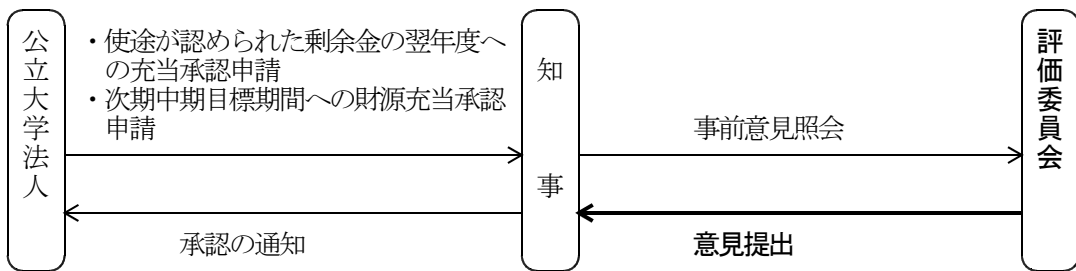 公立大学法人
・使途が認められた剰余金の翌年度へ
の充当承認申請
・次期中期目標期間への財源充当承認
申請
知事
事前意見照会
評価委員会
承認の通知
意見提出